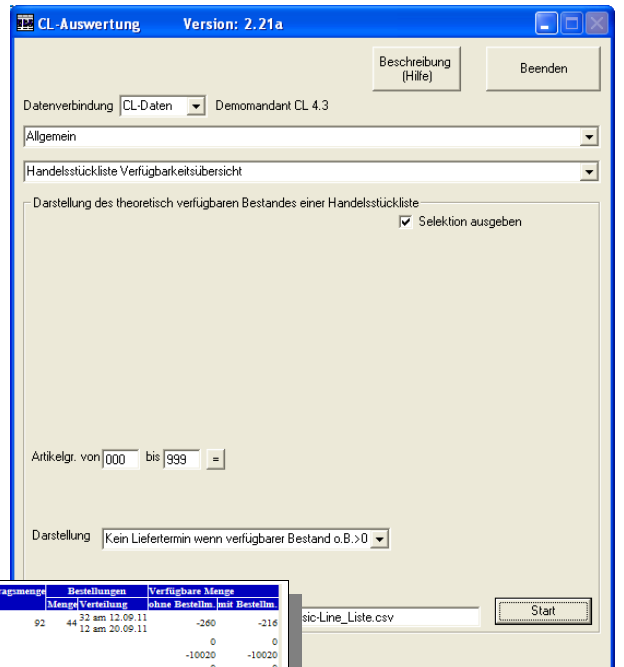 CL-Auswertung Version: 2.21a
Beschreibung
(Hilfe)
Beenden
Datenverbindung CL-Daten Demomandant CL 4.3
Allgemein
Handelsstückliste Verfügbarkeitsübersicht
Darstellung des theoretisch verfügbaren Bestandes einer Handelsstückliste
Selektion ausgeben
Artikelgr. von 000 bis 999 =
Darstellung Kein Liefertermin wenn verfügbarer Bestand o.B.>0
ragsmenge Bestellungen Verfügbare Menge
Menge Verteilung ohne Bestellm. mit Bestellm.
92 44 32 am 12.09.11 -260 -216
12 am 20.09.11
0 0
-10020 -10020
sic-Line_Liste.csv
Start